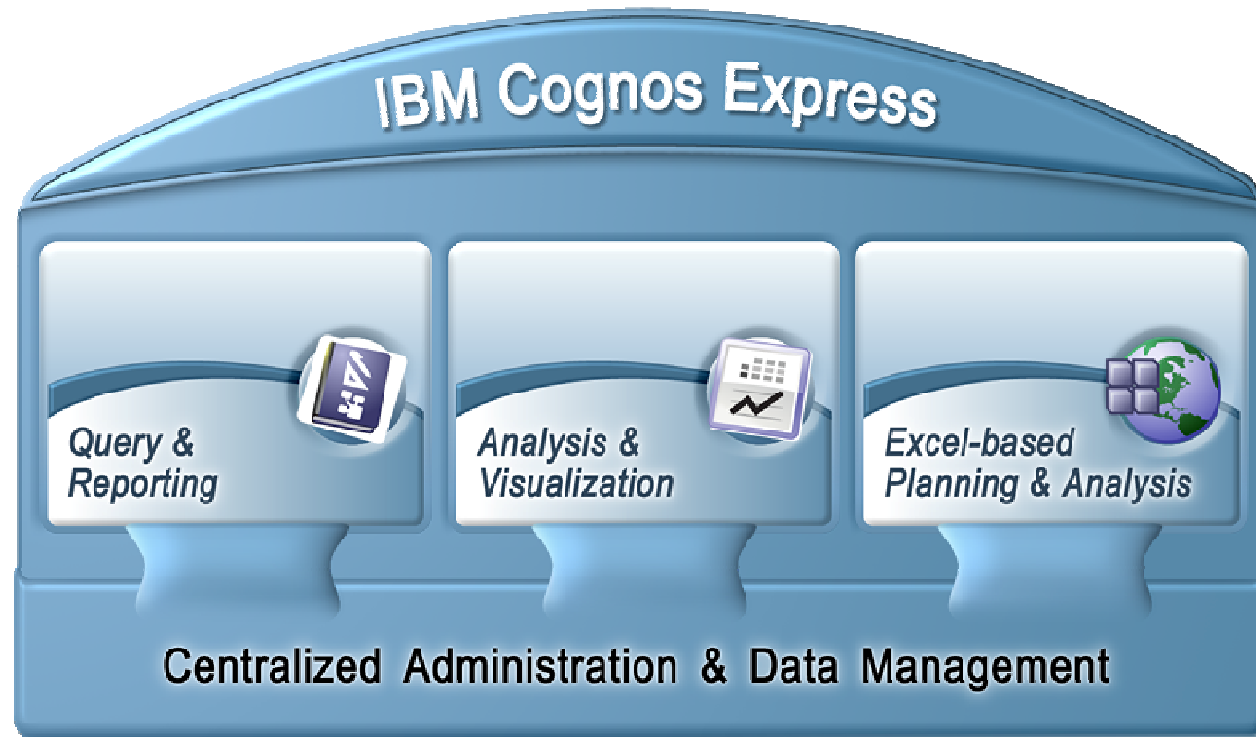 IBM Cognos Express
Query &
Reporting
Analysis &
Visualization
Excel-based
Planning & Analysis
Centralized Administration & Data Management